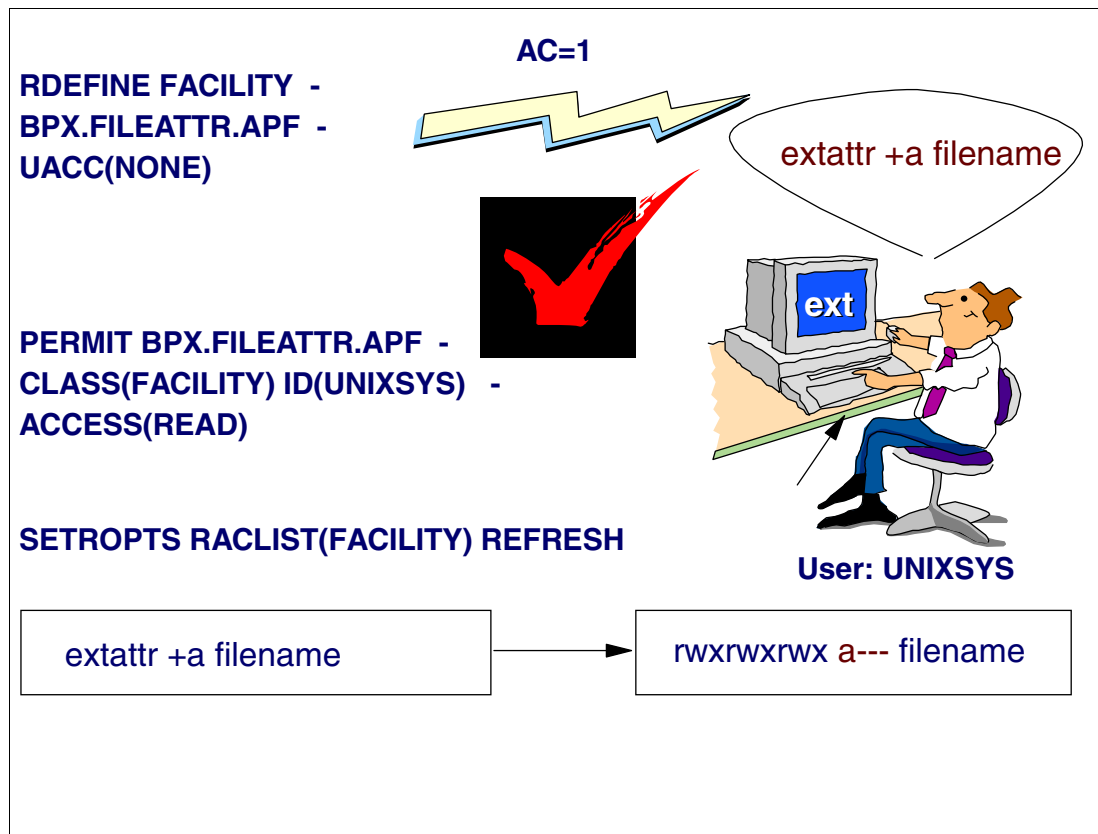 AC=1
RDEFINE FACILITY -
BPX.FILEATTR.APF -
UACC(NONE)
extattr +a filename
ext
PERMIT BPX.FILEATTR.APF -
CLASS(FACILITY) ID(UNIXSYS) -
ACCESS(READ)
SETROPTS RACLIST(FACILITY) REFRESH
User: UNIXSYS
extattr +a filename
rwxrwxrwx a--- filename